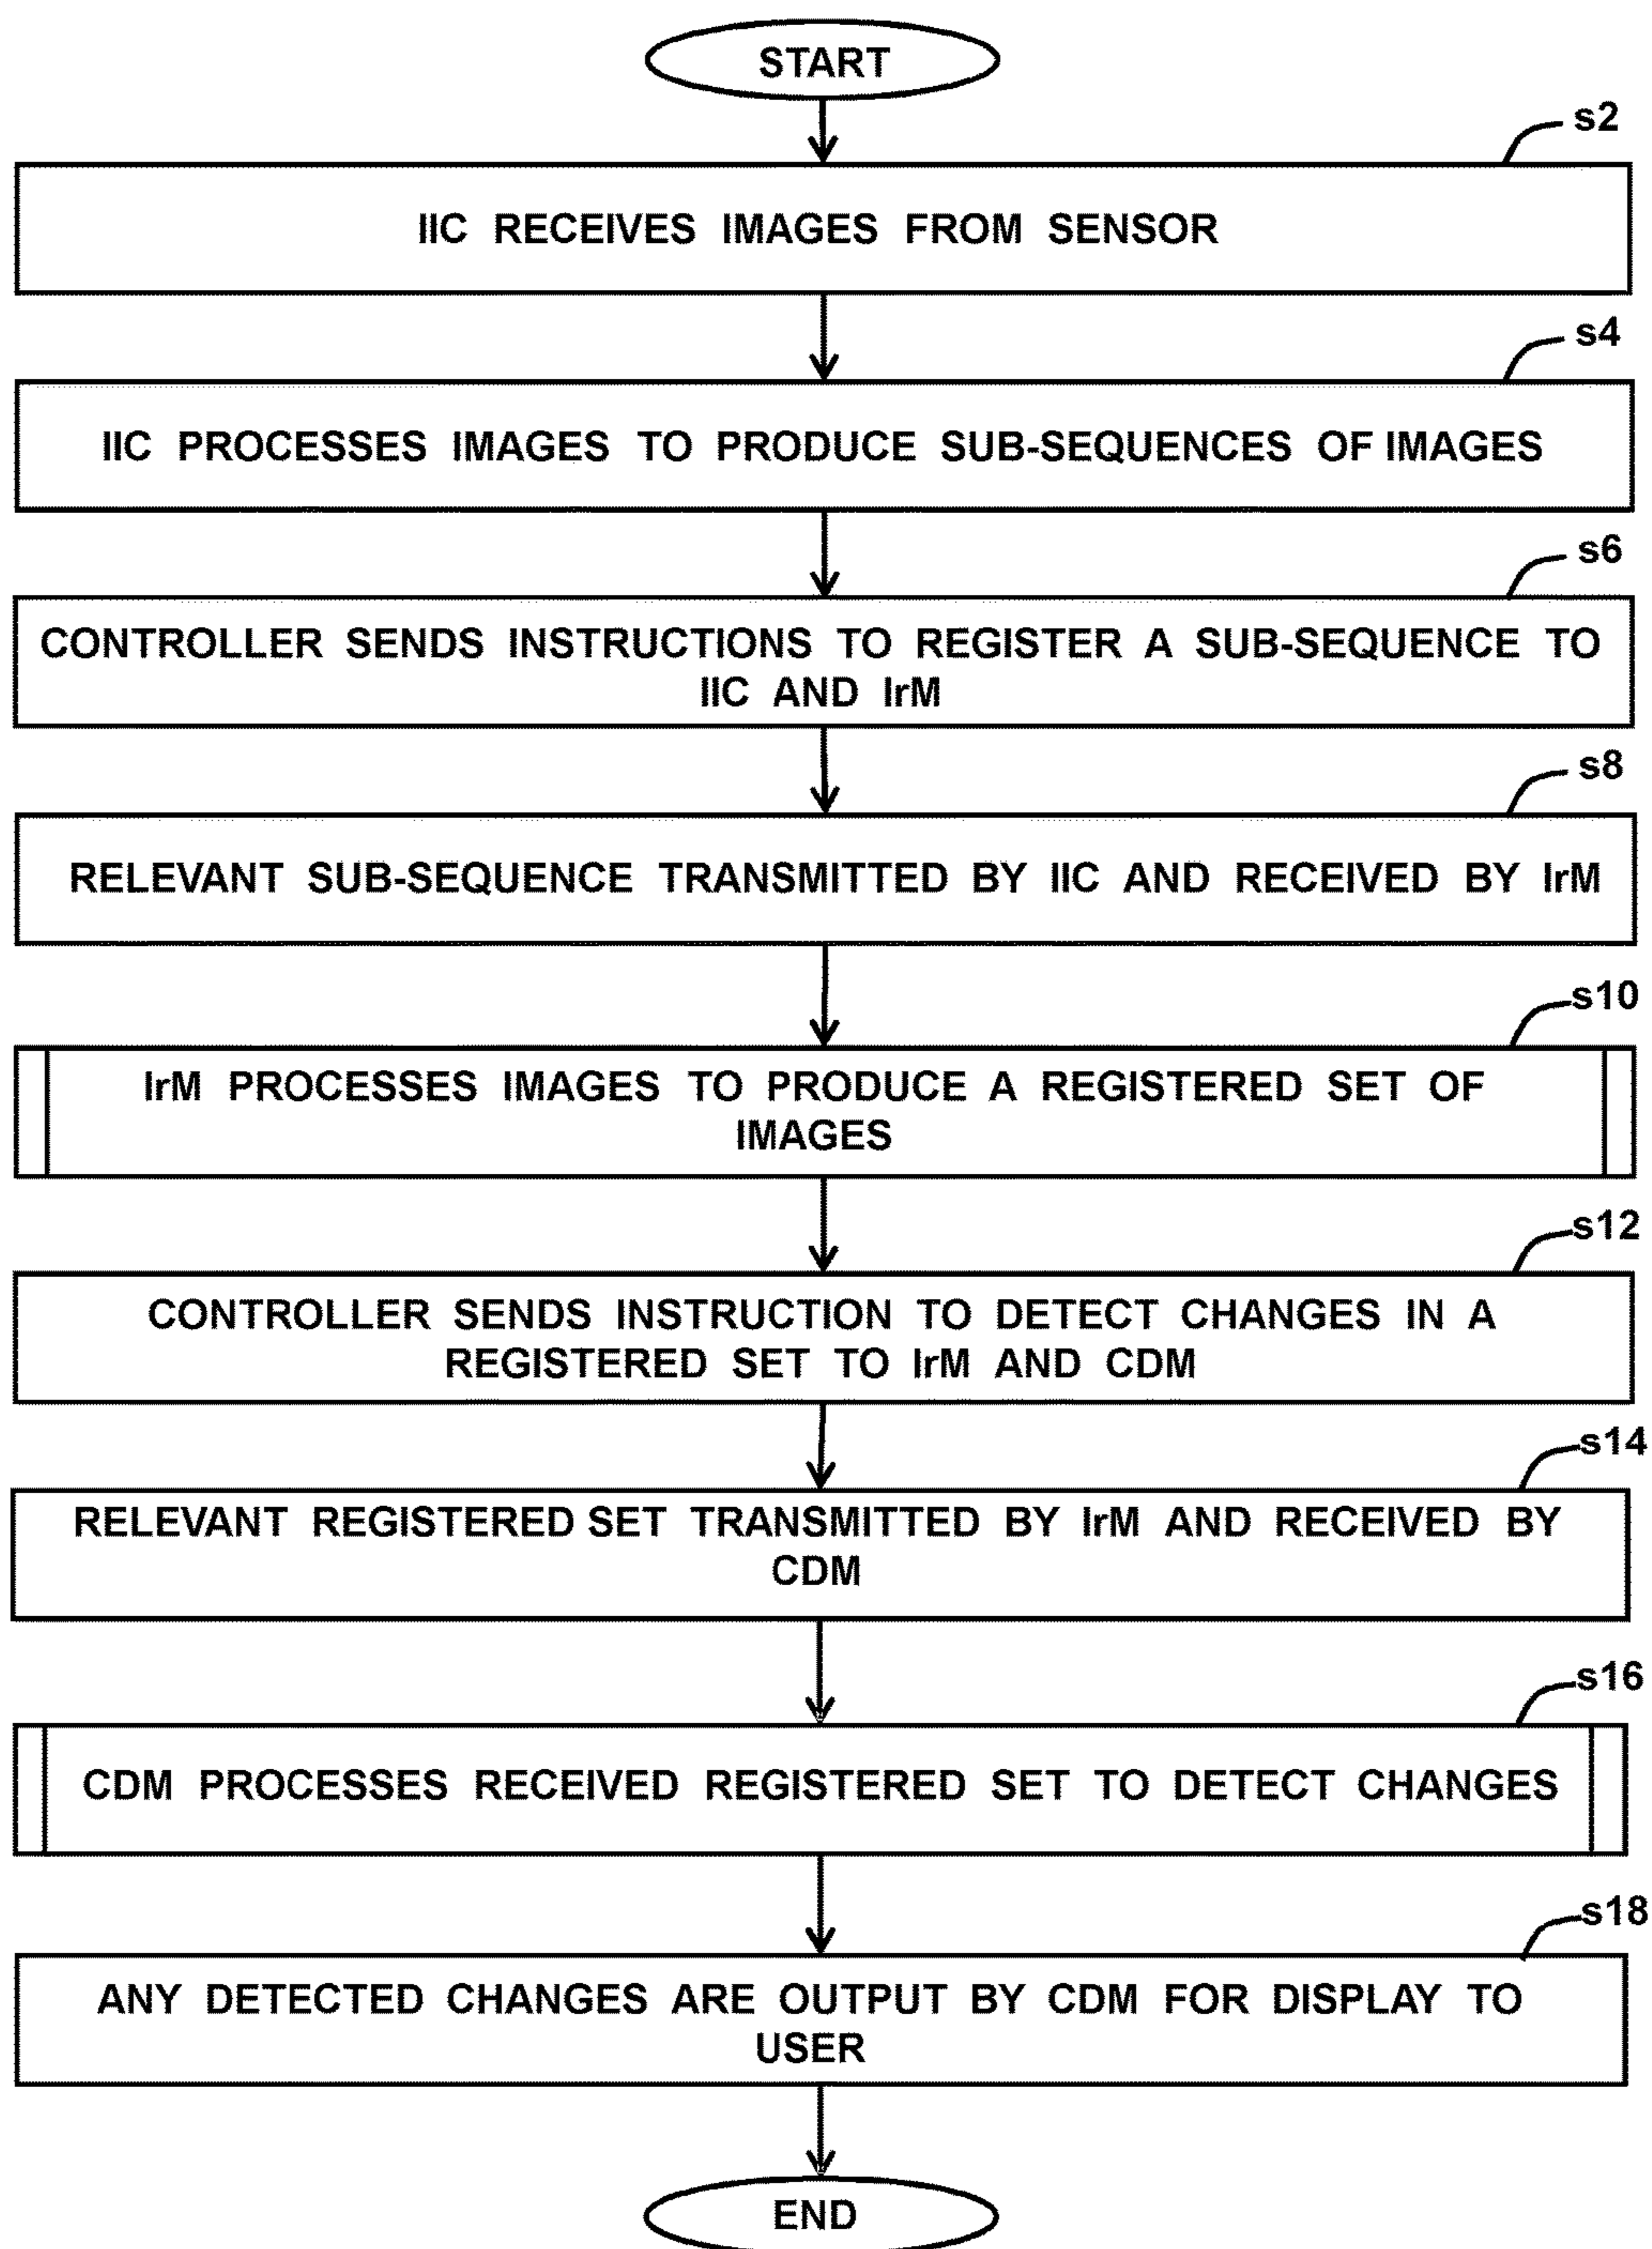 START
s2
IIC RECEIVES IMAGES FROM SENSOR
s4
IIC PROCESSES IMAGES TO PRODUCE SUB-SEQUENCES OF IMAGES
s6
CONTROLLER SENDS INSTRUCTIONS TO REGISTER A SUB-SEQUENCE TO
IIC AND IrM
s8
RELEVANT SUB-SEQUENCE TRANSMITTED BY IIC AND RECEIVED BY IrM
s10
IrM PROCESSES IMAGES TO PRODUCE A REGISTERED SET OF
IMAGES
s12
CONTROLLER SENDS INSTRUCTION TO DETECT CHANGES IN A
REGISTERED SET TO IrM AND CDM
s14
RELEVANT REGISTERED SET TRANSMITTED BY IrM AND RECEIVED BY
CDM
s16
CDM PROCESSES RECEIVED REGISTERED SET TO DETECT CHANGES
s18
ANY DETECTED CHANGES ARE OUTPUT BY CDM FOR DISPLAY TO
USER
END